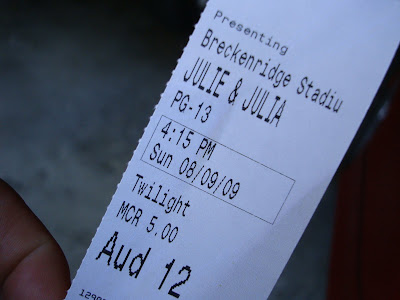 Presenting
Breckenridge Stadiu
JULIE & JULIA
PG-13
4:15 PM
Sun 08/09/09
Twilight
MCR 5.00
Aud 12